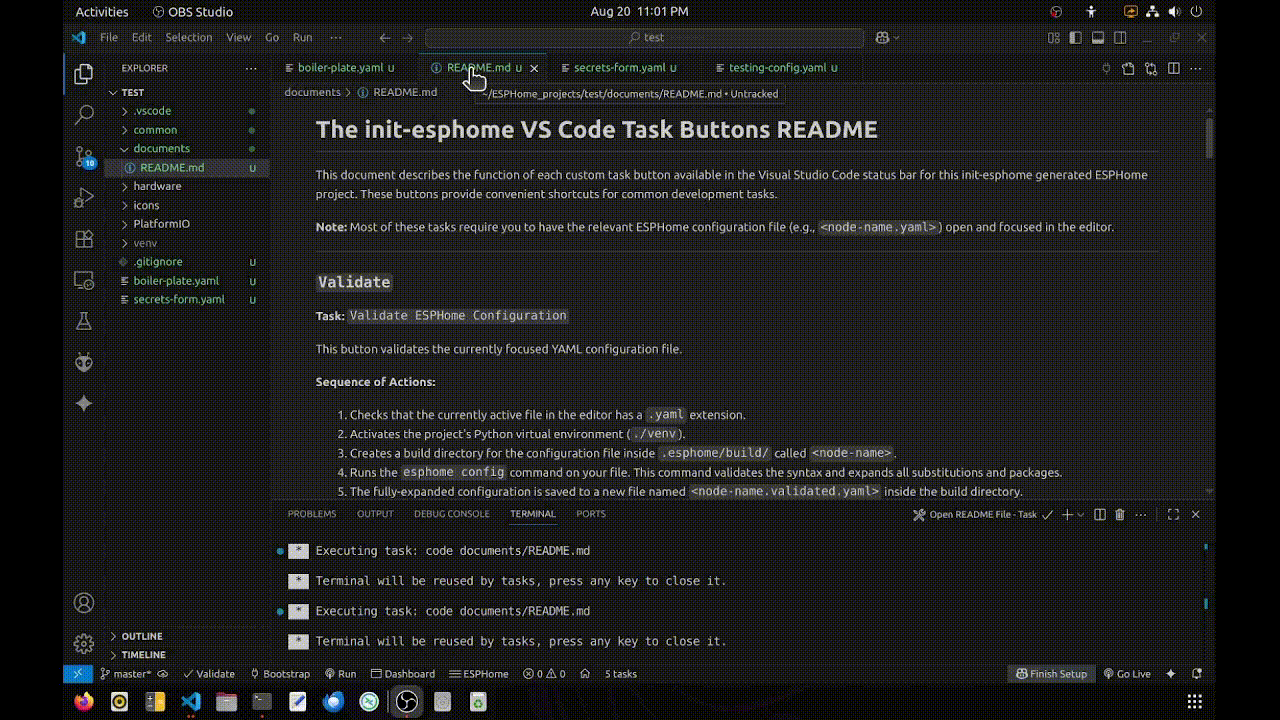 Activities
OBS Studio
Aug 20 11:01 PM
File Edit Selection View Go Run ···
test
EXPLORER ···
boiler-plate.yaml U
README.md U
secrets-form.yaml U
testing-config.yaml U
documents > README.md
~/ESPHome_projects/test/documents/README.md • Untracked
TEST
.vscode
common
documents
README.md U
hardware
icons
PlatformIO
venv
.gitignore U
boiler-plate.yaml U
secrets-form.yaml U
10
OUTLINE
TIMELINE
The init-esphome VS Code Task Buttons README
This document describes the function of each custom task button available in the Visual Studio Code status bar for this init-esphome generated ESPHome
project. These buttons provide convenient shortcuts for common development tasks.
Note: Most of these tasks require you to have the relevant ESPHome configuration file (e.g., <node-name.yaml>) open and focused in the editor.
Validate
Task: Validate ESPHome Configuration
This button validates the currently focused YAML configuration file.
Sequence of Actions:
1. Checks that the currently active file in the editor has a .yaml extension.
2. Activates the project's Python virtual environment (./venv).
3. Creates a build directory for the configuration file inside .esphome/build/ called <node-name>.
4. Runs the esphome config command on your file. This command validates the syntax and expands all substitutions and packages.
5. The fully-expanded configuration is saved to a new file named <node-name.validated.yaml> inside the build directory.
PROBLEMS OUTPUT DEBUG CONSOLE TERMINAL PORTS
Open README File - Task
* Executing task: code documents/README.md
* Terminal will be reused by tasks, press any key to close it.
* Executing task: code documents/README.md
* Terminal will be reused by tasks, press any key to close it.
master* Validate Bootstrap Run Dashboard ESPHome 0 0 5 tasks
Finish Setup Go Live